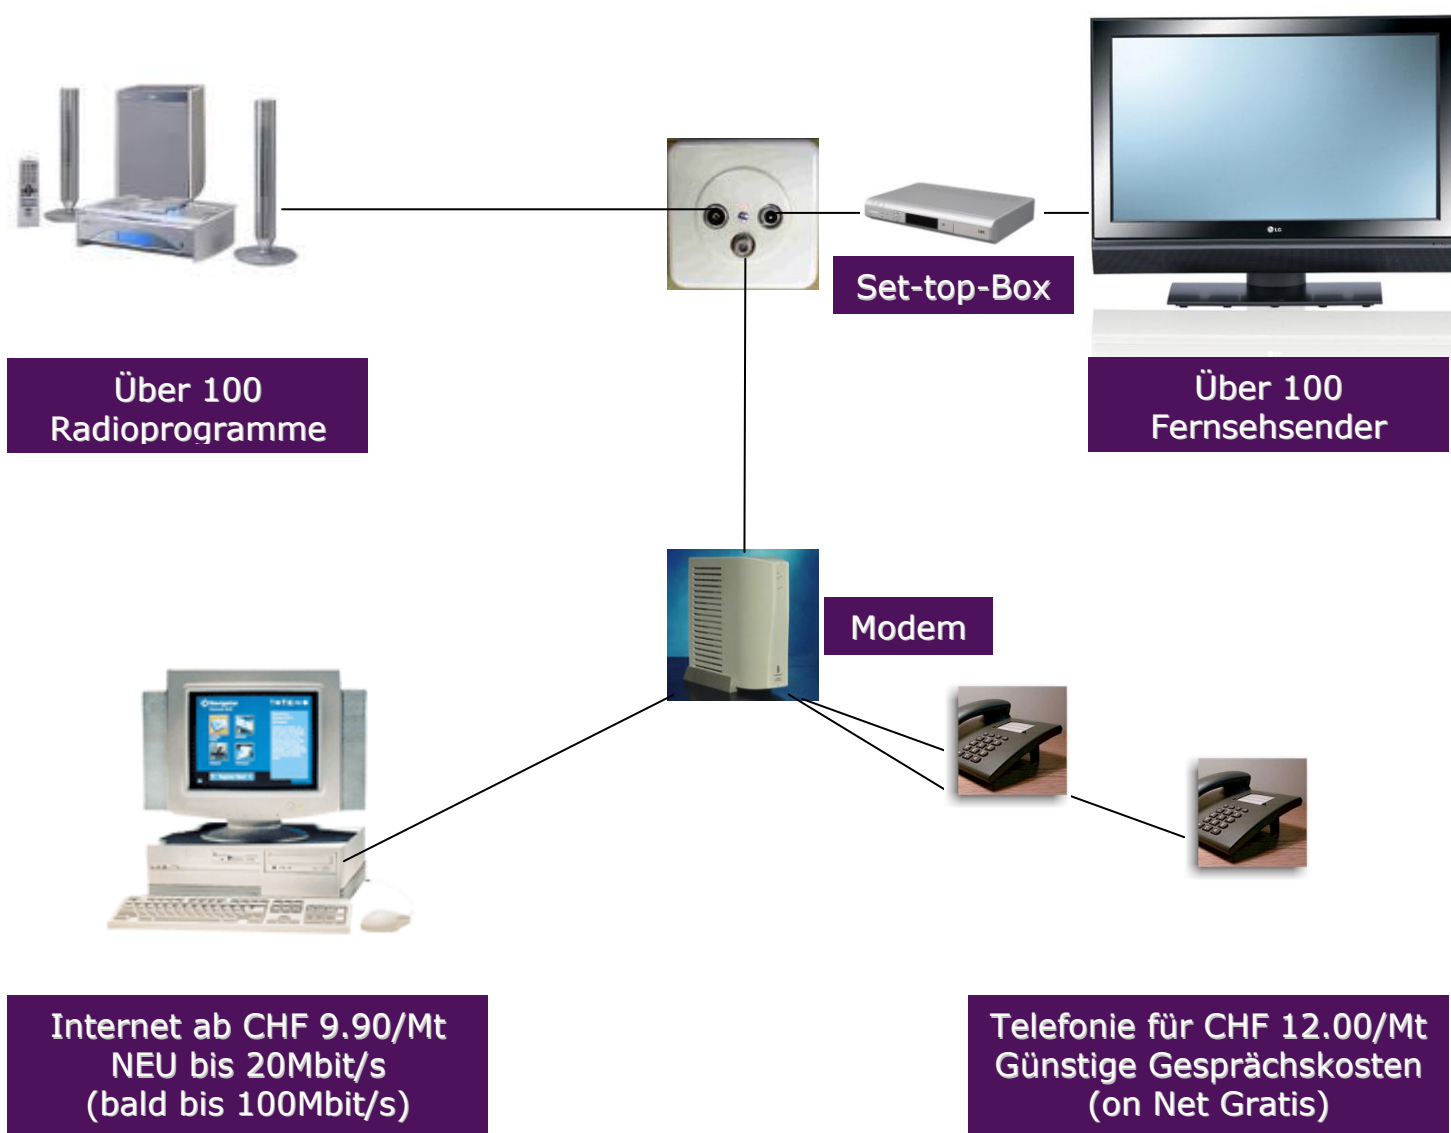 LG
Set-top-Box
Über 100
Radioprogramme
Über 100
Fernsehsender
Modem
Internet ab CHF 9.90/Mt
NEU bis 20Mbit/s
(bald bis 100Mbit/s)
Telefonie für CHF 12.00/Mt
Günstige Gesprächskosten
(on Net Gratis)